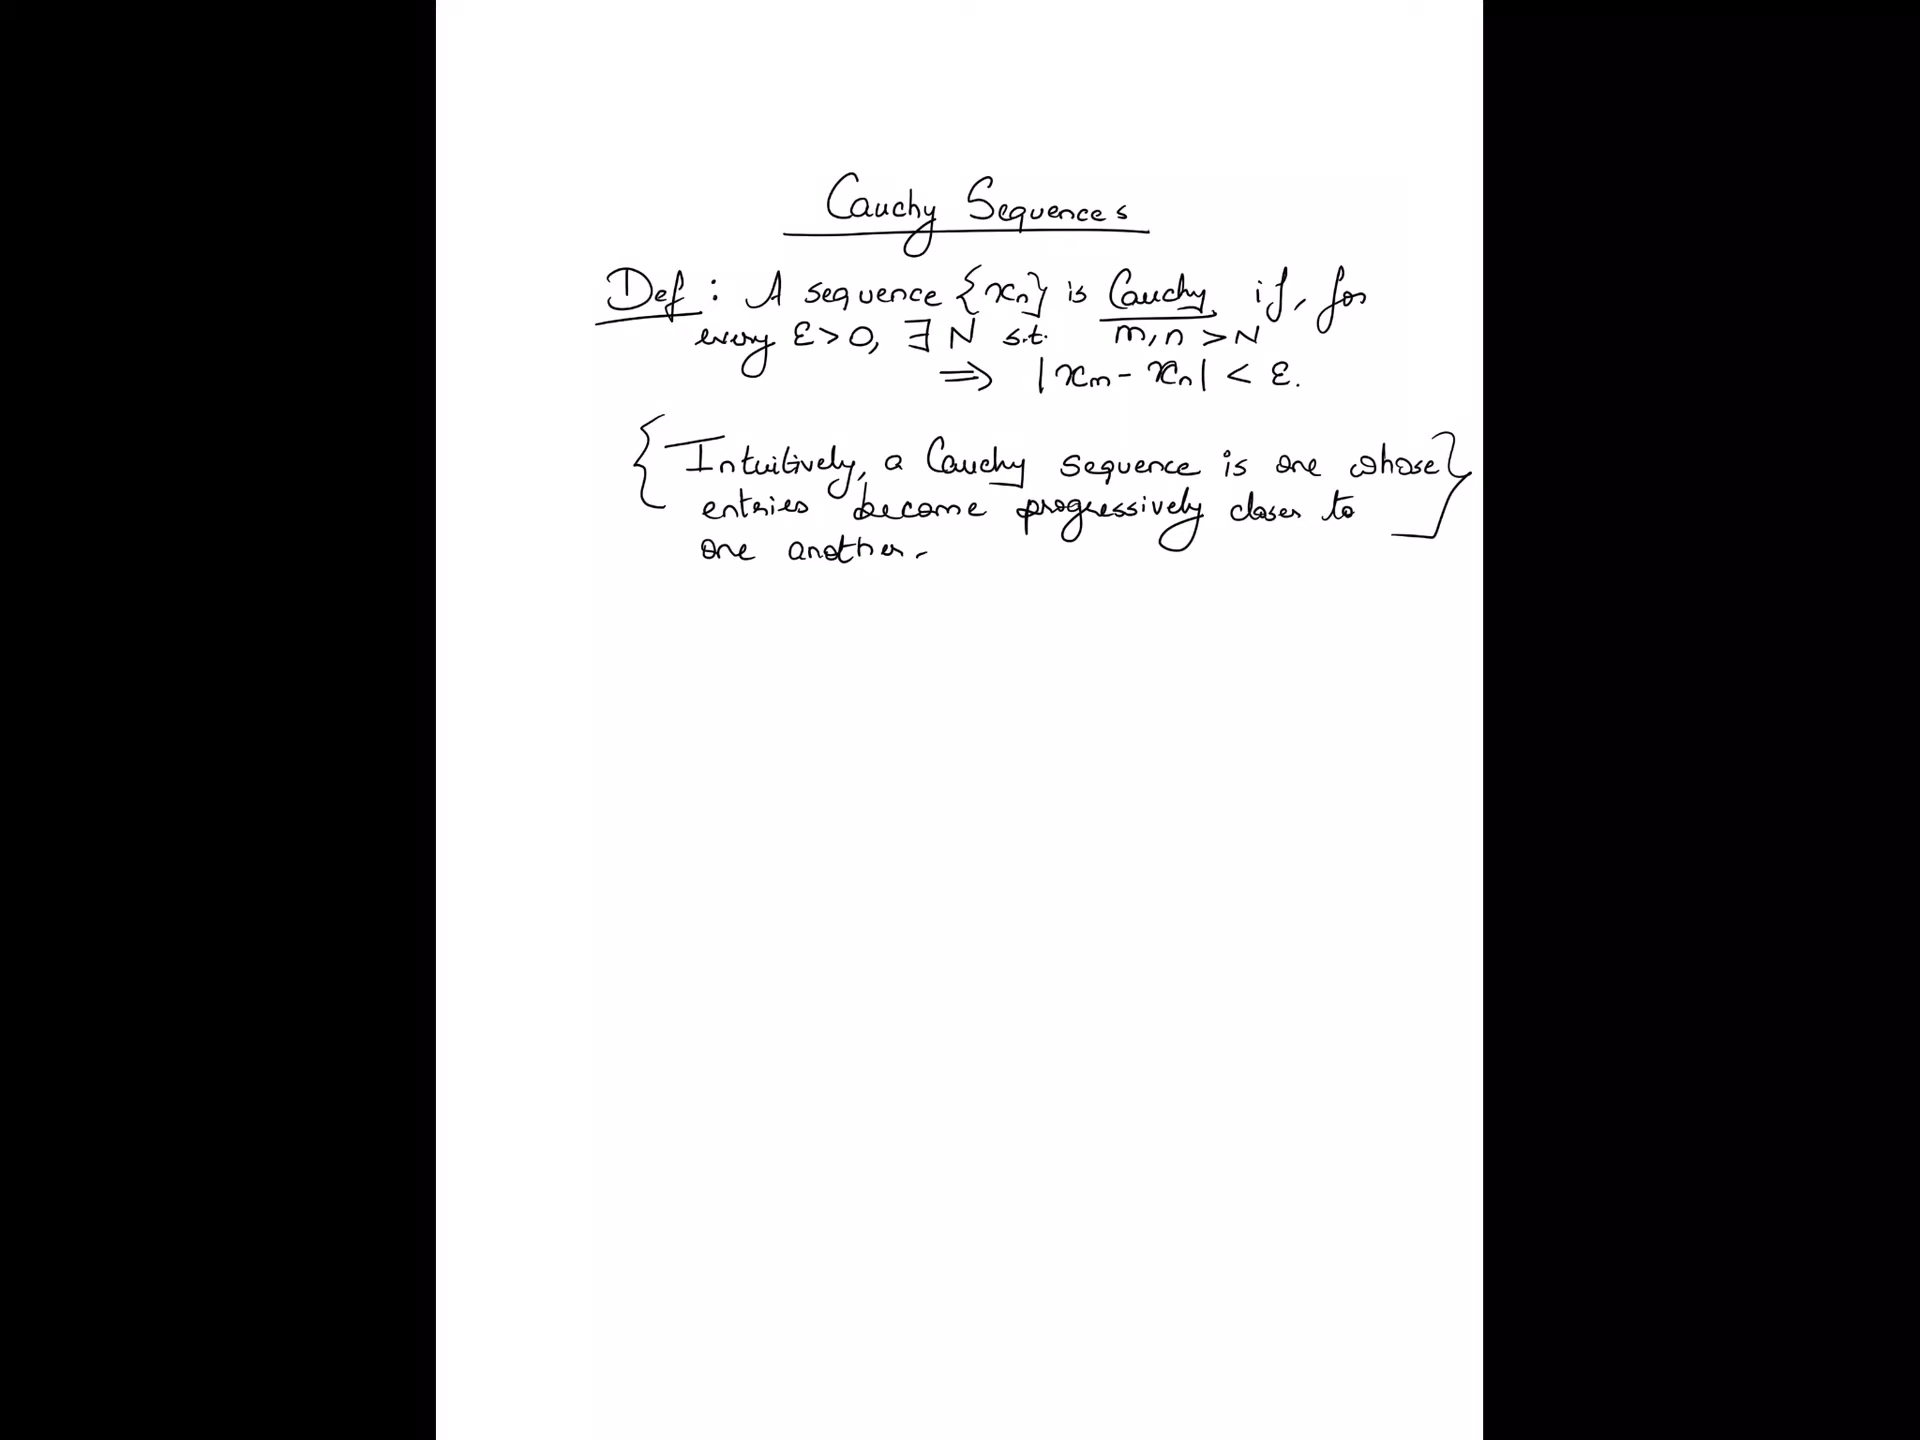 Cauchy Sequences
Def : A sequence {xn} is Cauchy if, for
every ε > 0, ∃ N s.t. m, n > N
⇒ |xm - xn| < ε.
{Intuitively, a Cauchy sequence is one whose}
entries become progressively closer to
one another.